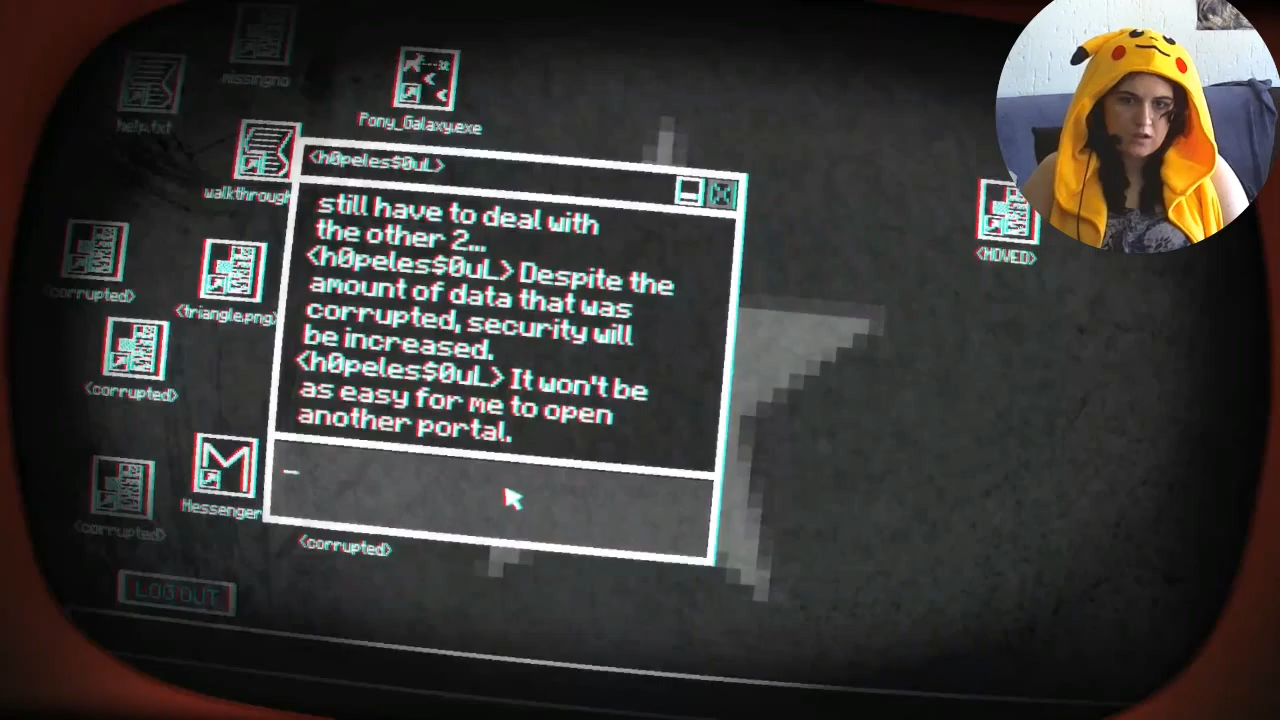 missingno
help.txt
Pony_Galaxy.exe
walkthrough
<h0peles$0uL>
still have to deal with
the other 2...
<h0peles$0uL> Despite the
amount of data that was
corrupted, security will
be increased.
<h0peles$0uL> It won't be
as easy for me to open
another portal.
_
<MOVED>
<corrupted>
<triangle.png>
<corrupted>
Messenger
<corrupted>
<corrupted>
LOG OUT